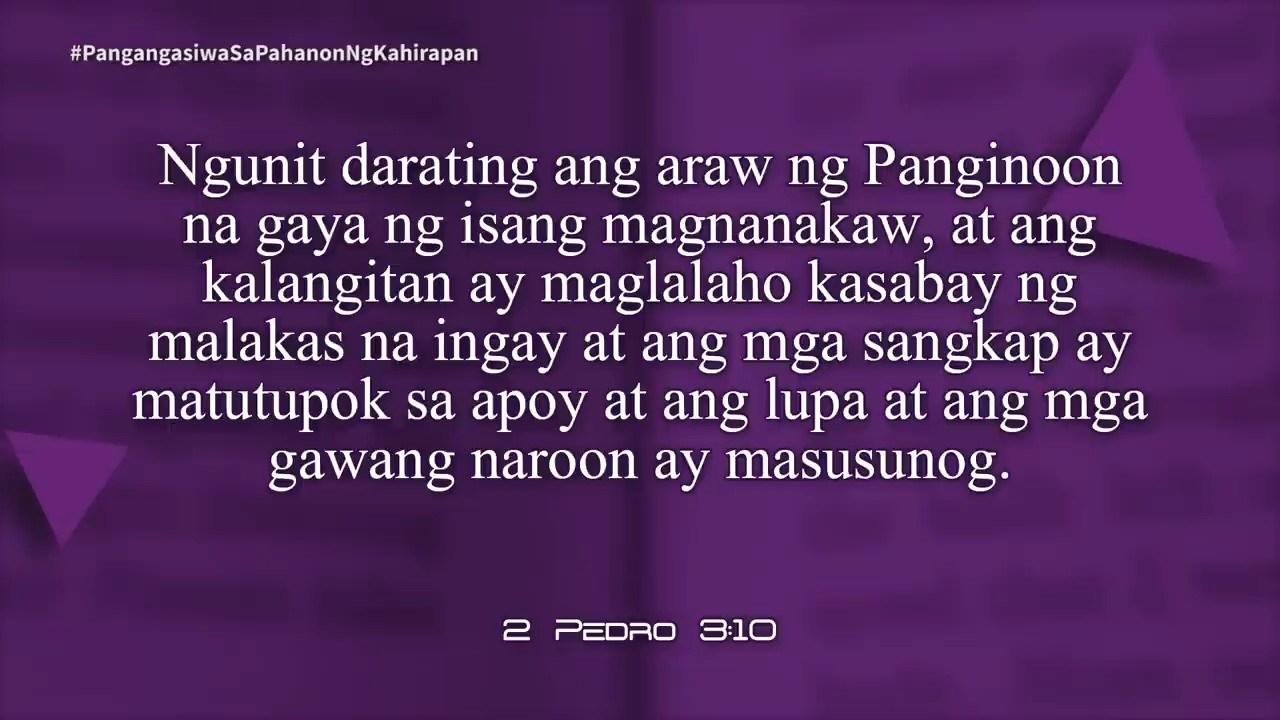 #PangangasiwaSaPahanonNgKahirapan
Ngunit darating ang araw ng Panginoon
na gaya ng isang magnanakaw, at ang
kalangitan ay maglalaho kasabay ng
malakas na ingay at ang mga sangkap ay
matutupok sa apoy at ang lupa at ang mga
gawang naroon ay masusunog.
2 Pedro 3:10